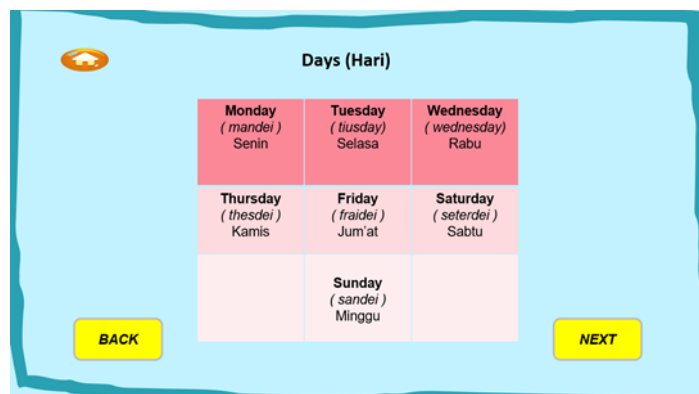 Days (Hari)
Monday
( mandei )
Senin
Tuesday
( tiusday)
Selasa
Wednesday
( wednesday)
Rabu
Thursday
( thesdei )
Kamis
Friday
( fraidei )
Jum'at
Saturday
( seterdei )
Sabtu
Sunday
( sandei )
Minggu
BACK
NEXT